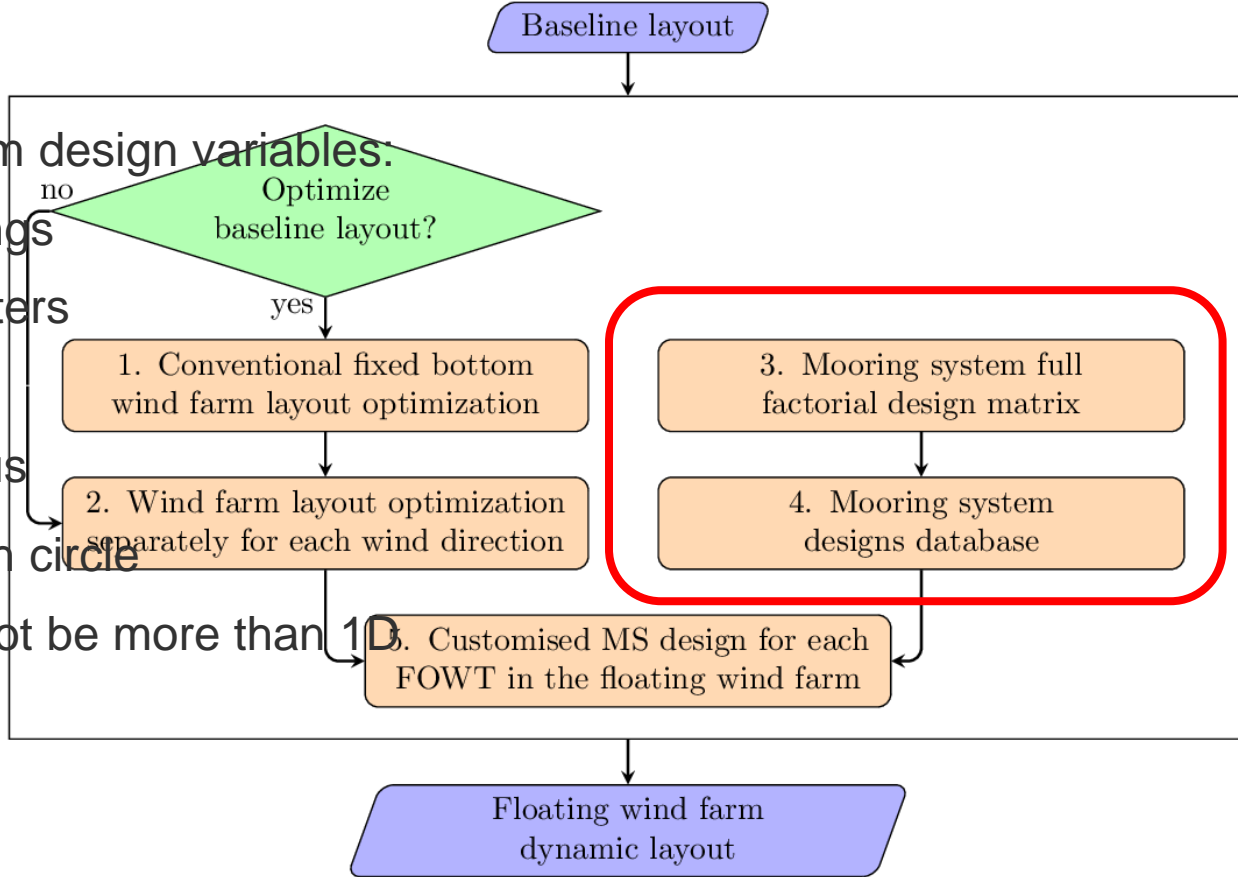 Baseline layout
m design variables:
no
Optimize
baseline layout?
gs
ters
yes
1. Conventional fixed bottom
wind farm layout optimization
3. Mooring system full
factorial design matrix
us
2. Wind farm layout optimization
separately for each wind direction
4. Mooring system
designs database
n circle
ot be more than 1D
5. Customised MS design for each
FOWT in the floating wind farm
Floating wind farm
dynamic layout